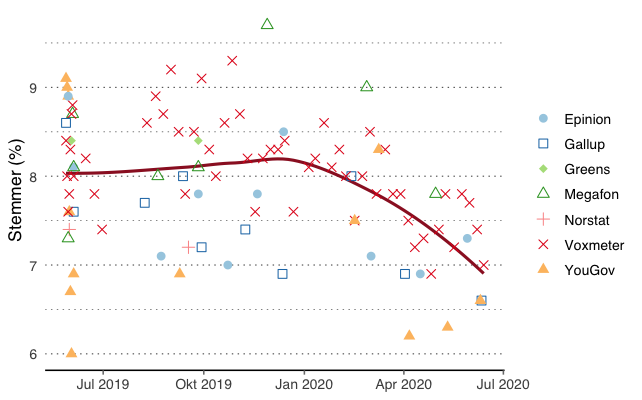 Stemmer (%)
9
8
7
6
Jul 2019
Okt 2019
Jan 2020
Apr 2020
Jul 2020
Epinion
Gallup
Greens
Megafon
Norstat
Voxmeter
YouGov